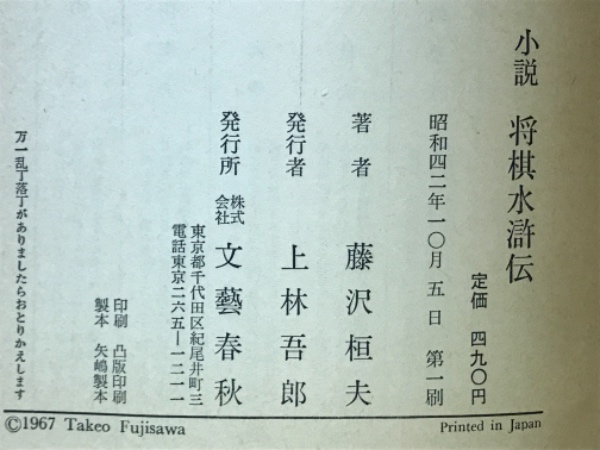 小説 将棋水滸伝
定価 四九〇円
昭和四二年一〇月五日 第一刷
著者 藤沢桓夫
発行者 上林吾郎
発行所 株式会社 文藝春秋
東京都千代田区紀尾井町三
電話東京二六五―一二一一
印刷 凸版印刷
製本 矢嶋製本
万一乱丁落丁がありましたらおとりかえします
©1967 Takeo Fujisawa
Printed in Japan